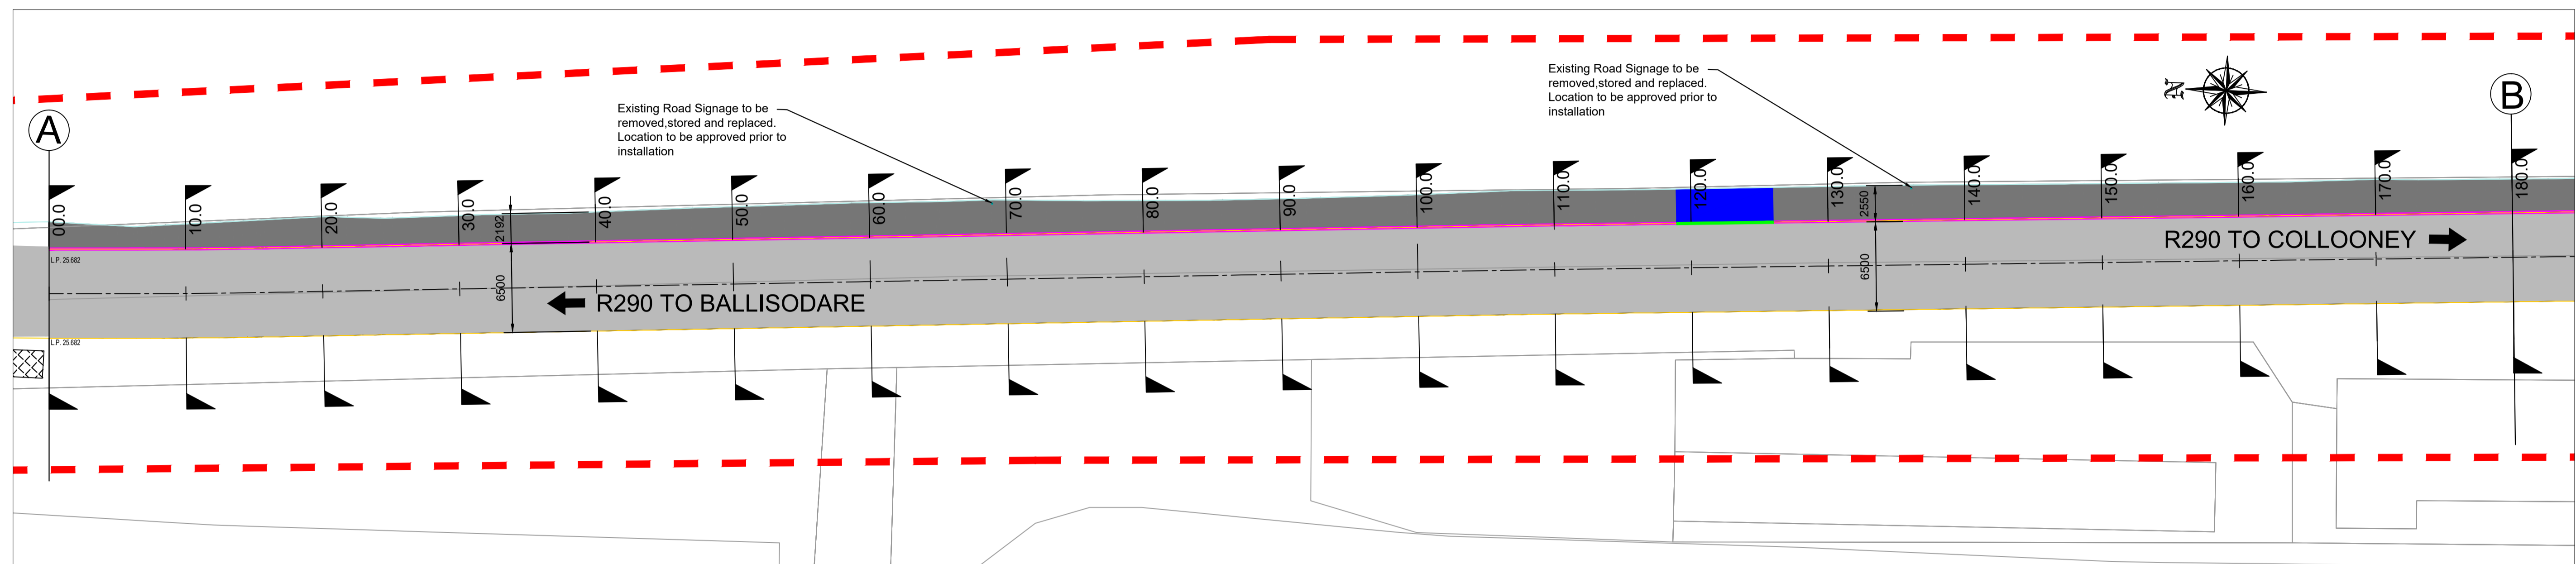 Existing Road Signage to be
removed,stored and replaced.
Location to be approved prior to
installation
Existing Road Signage to be
removed,stored and replaced.
Location to be approved prior to
installation
N
A
B
00.0
10.0
20.0
30.0
40.0
50.0
60.0
70.0
80.0
90.0
100.0
110.0
120.0
130.0
140.0
150.0
160.0
170.0
180.0
2192
2550
L.P. 25.682
6500
6500
R290 TO COLLOONEY
R290 TO BALLISODARE
L.P. 25.682